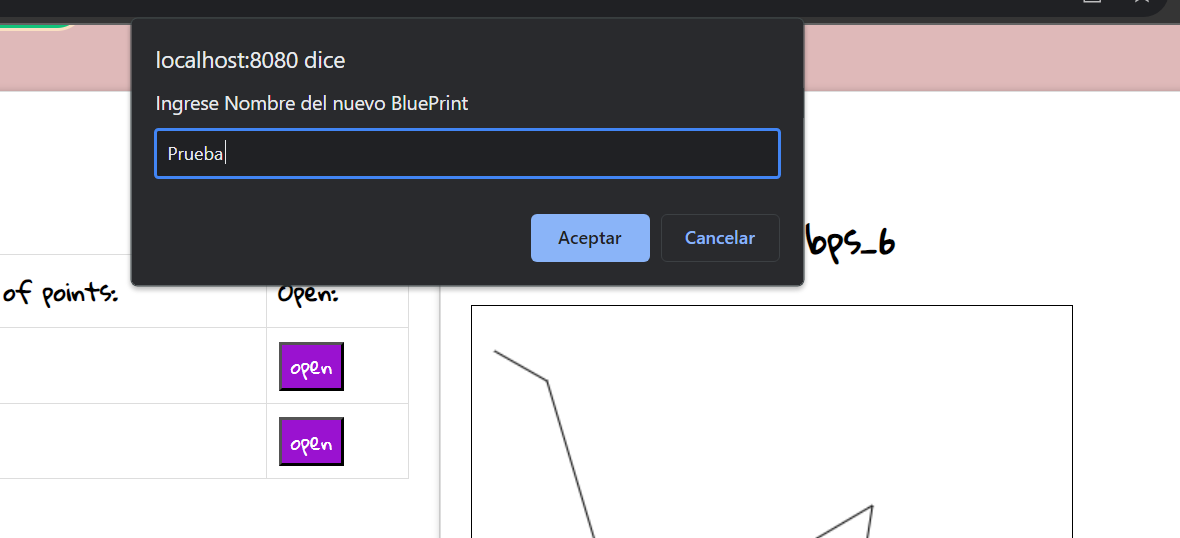 localhost:8080 dice
Ingrese Nombre del nuevo BluePrint
Prueba
Aceptar
Cancelar
bps_6
of points:
Open:
open
open